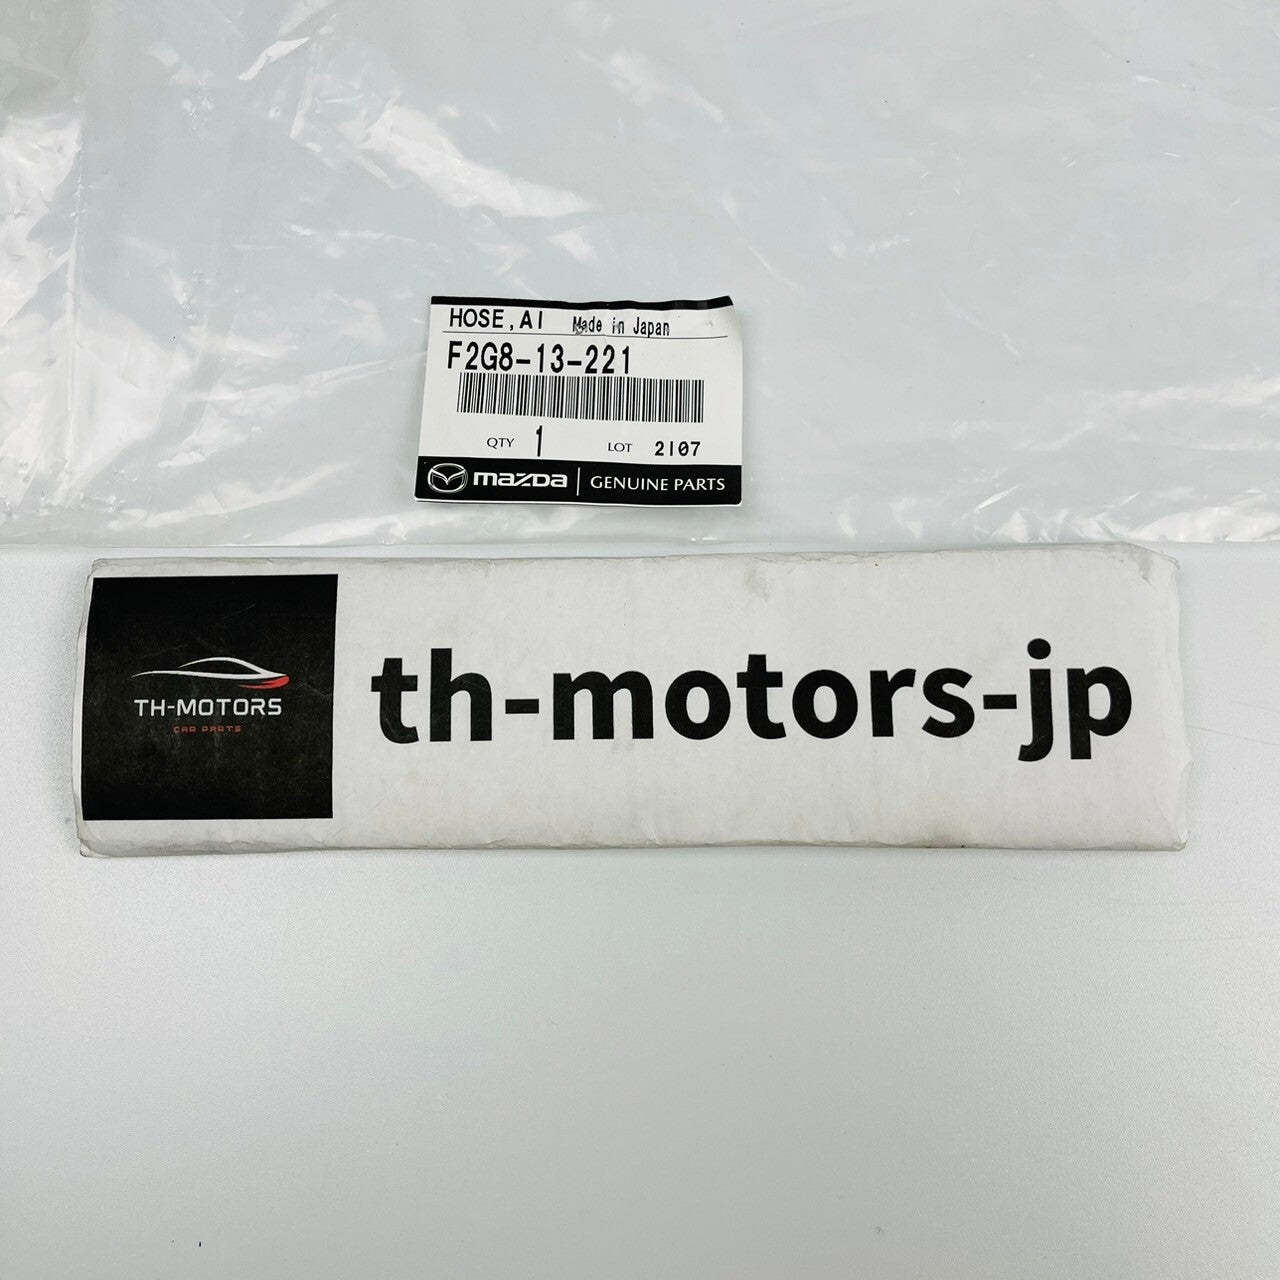 HOSE,AI Made in Japan
F2G8-13-221
QTY 1 LOT 2107
mazda GENUINE PARTS
TH-MOTORS
CAR PARTS
th-motors-jp